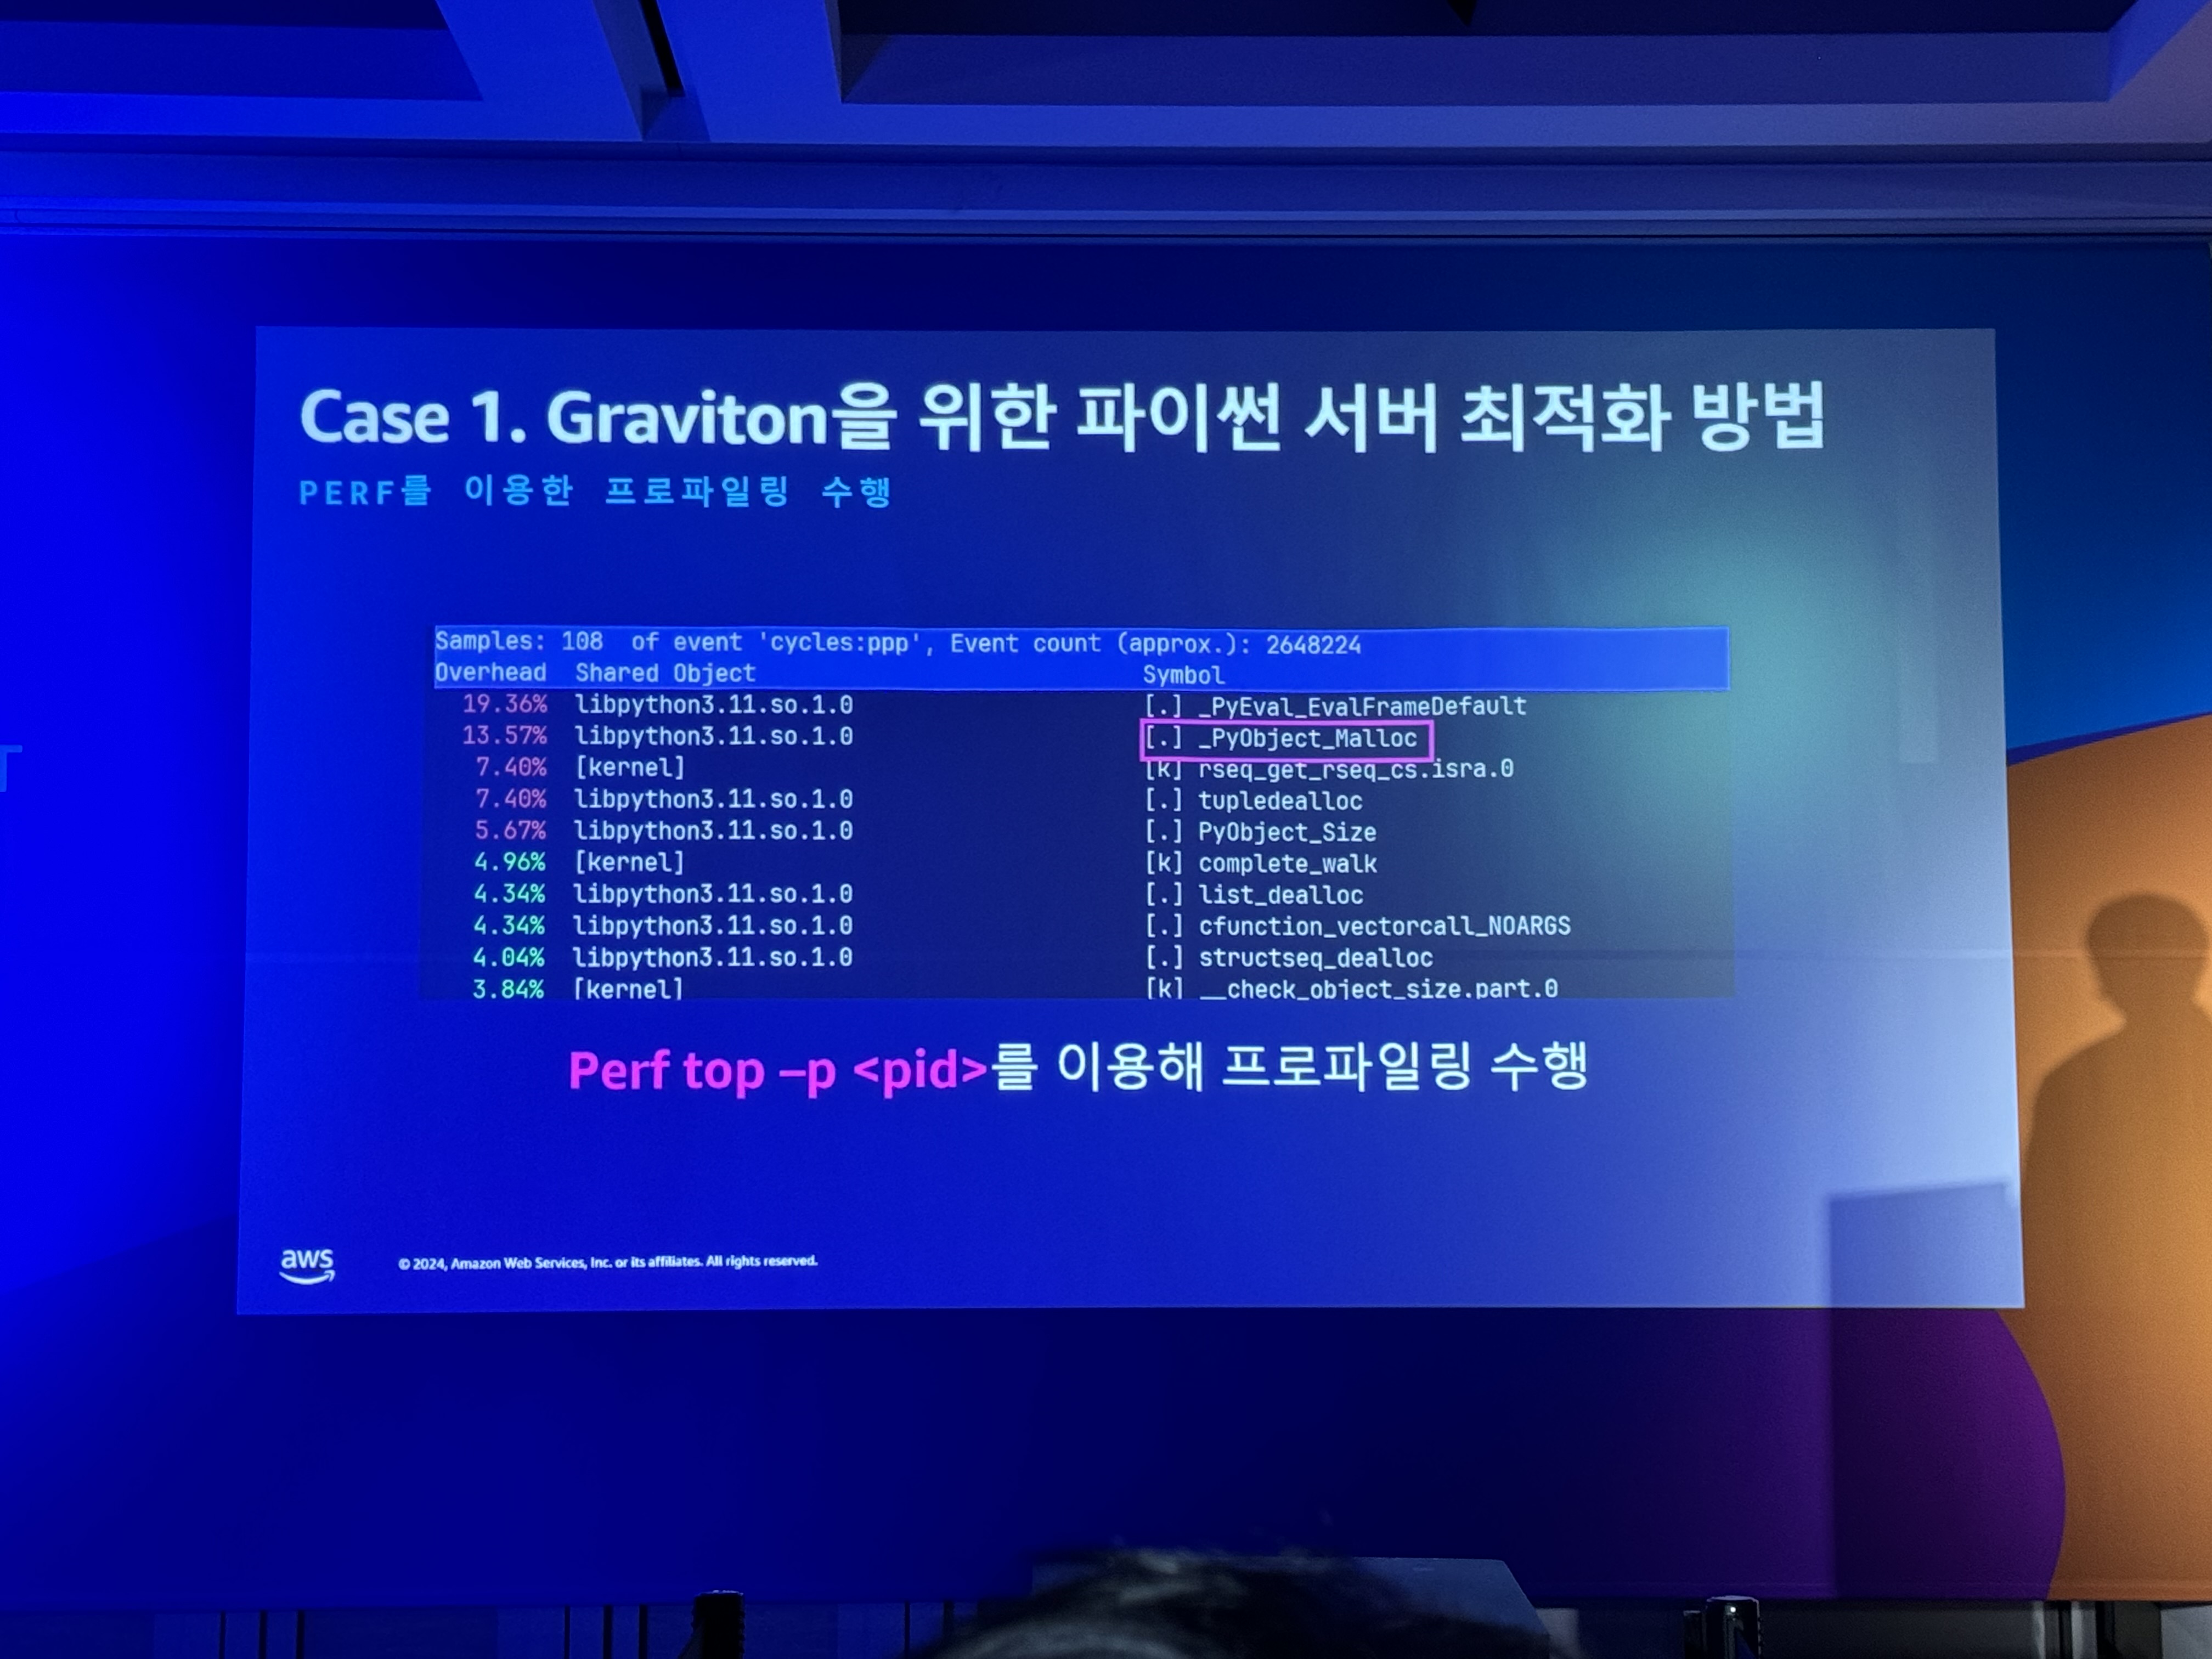 Case 1. Graviton을 위한 파이썬 서버 최적화 방법
PERF를 이용한 프로파일링 수행
Samples: 108 of event 'cycles:ppp', Event count (approx.): 2648224
Overhead Shared Object Symbol
19.36% libpython3.11.so.1.0 [.] _PyEval_EvalFrameDefault
13.57% libpython3.11.so.1.0 [.] _PyObject_Malloc
7.40% [kernel] [k] rseq_get_rseq_cs.isra.0
7.40% libpython3.11.so.1.0 [.] tupledealloc
5.67% libpython3.11.so.1.0 [.] PyObject_Size
4.96% [kernel] [k] complete_walk
4.34% libpython3.11.so.1.0 [.] list_dealloc
4.34% libpython3.11.so.1.0 [.] cfunction_vectorcall_NOARGS
4.04% libpython3.11.so.1.0 [.] structseq_dealloc
3.84% [kernel] [k] __check_object_size.part.0
Perf top –p <pid>를 이용해 프로파일링 수행
aws © 2024, Amazon Web Services, Inc. or its affiliates. All rights reserved.